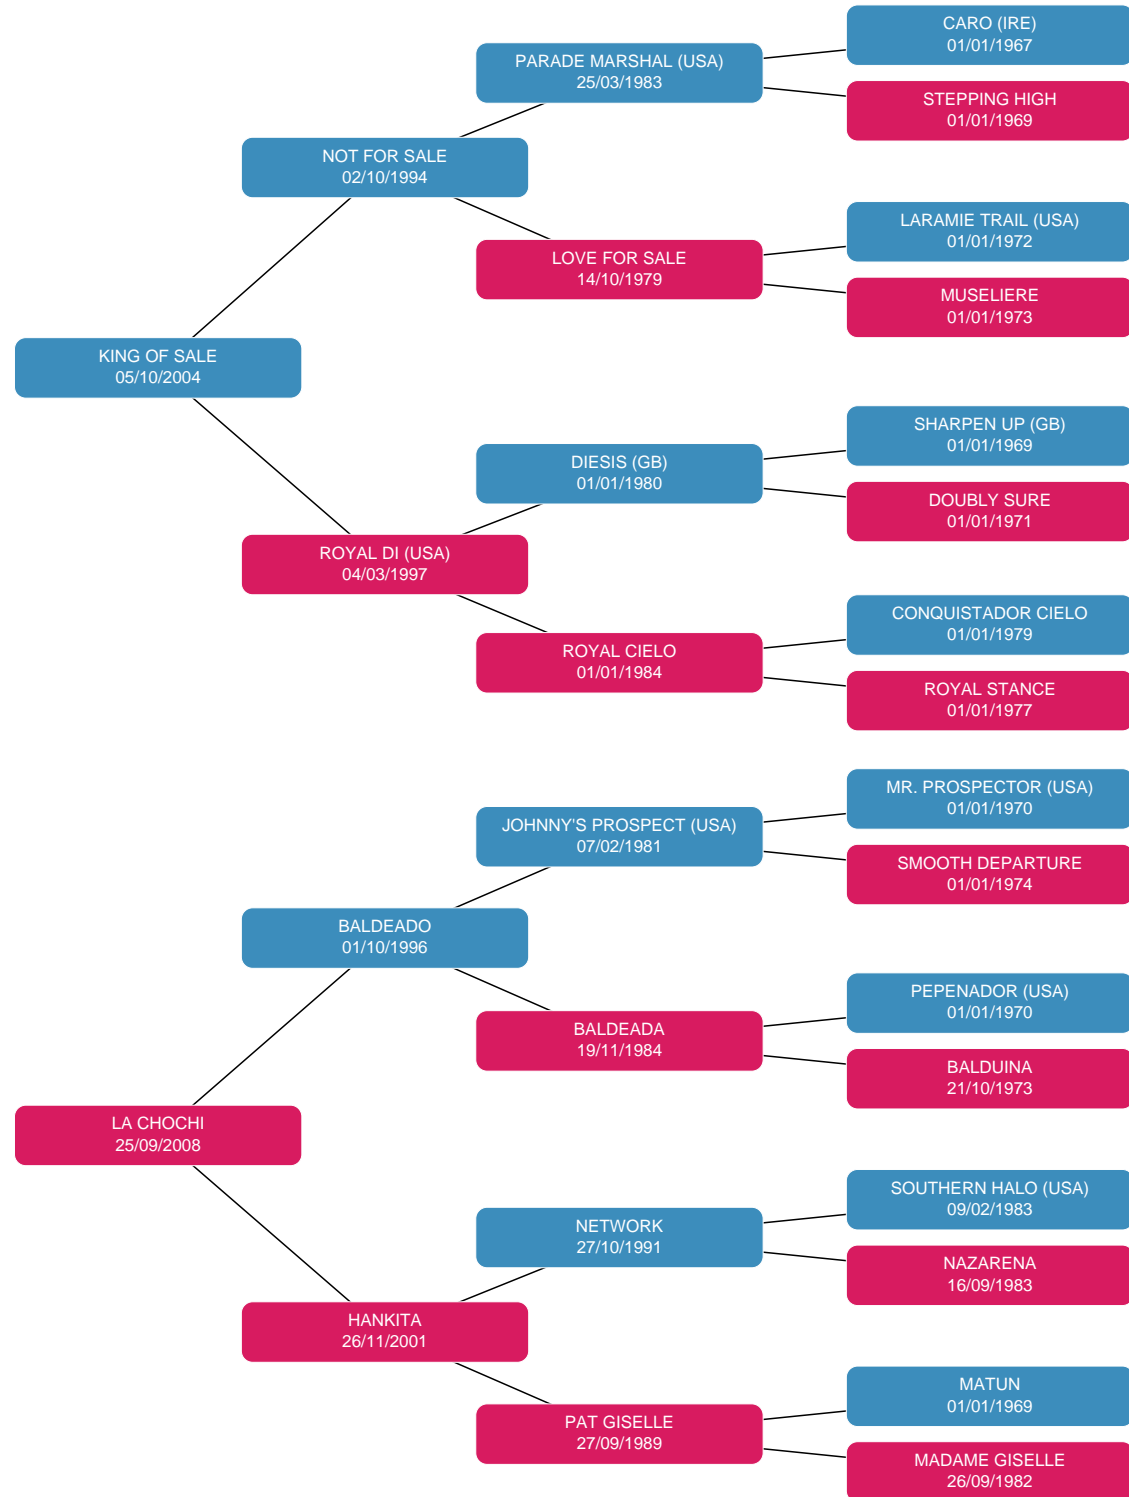 CARO (IRE)
01/01/1967
PARADE MARSHAL (USA)
25/03/1983
STEPPING HIGH
01/01/1969
NOT FOR SALE
02/10/1994
LARAMIE TRAIL (USA)
01/01/1972
LOVE FOR SALE
14/10/1979
MUSELIERE
01/01/1973
KING OF SALE
05/10/2004
SHARPEN UP (GB)
01/01/1969
DIESIS (GB)
01/01/1980
DOUBLY SURE
01/01/1971
ROYAL DI (USA)
04/03/1997
CONQUISTADOR CIELO
01/01/1979
ROYAL CIELO
01/01/1984
ROYAL STANCE
01/01/1977
MR. PROSPECTOR (USA)
01/01/1970
JOHNNY'S PROSPECT (USA)
07/02/1981
SMOOTH DEPARTURE
01/01/1974
BALDEADO
01/10/1996
PEPENADOR (USA)
01/01/1970
BALDEADA
19/11/1984
BALDUINA
21/10/1973
LA CHOCHI
25/09/2008
SOUTHERN HALO (USA)
09/02/1983
NETWORK
27/10/1991
NAZARENA
16/09/1983
HANKITA
26/11/2001
MATUN
01/01/1969
PAT GISELLE
27/09/1989
MADAME GISELLE
26/09/1982